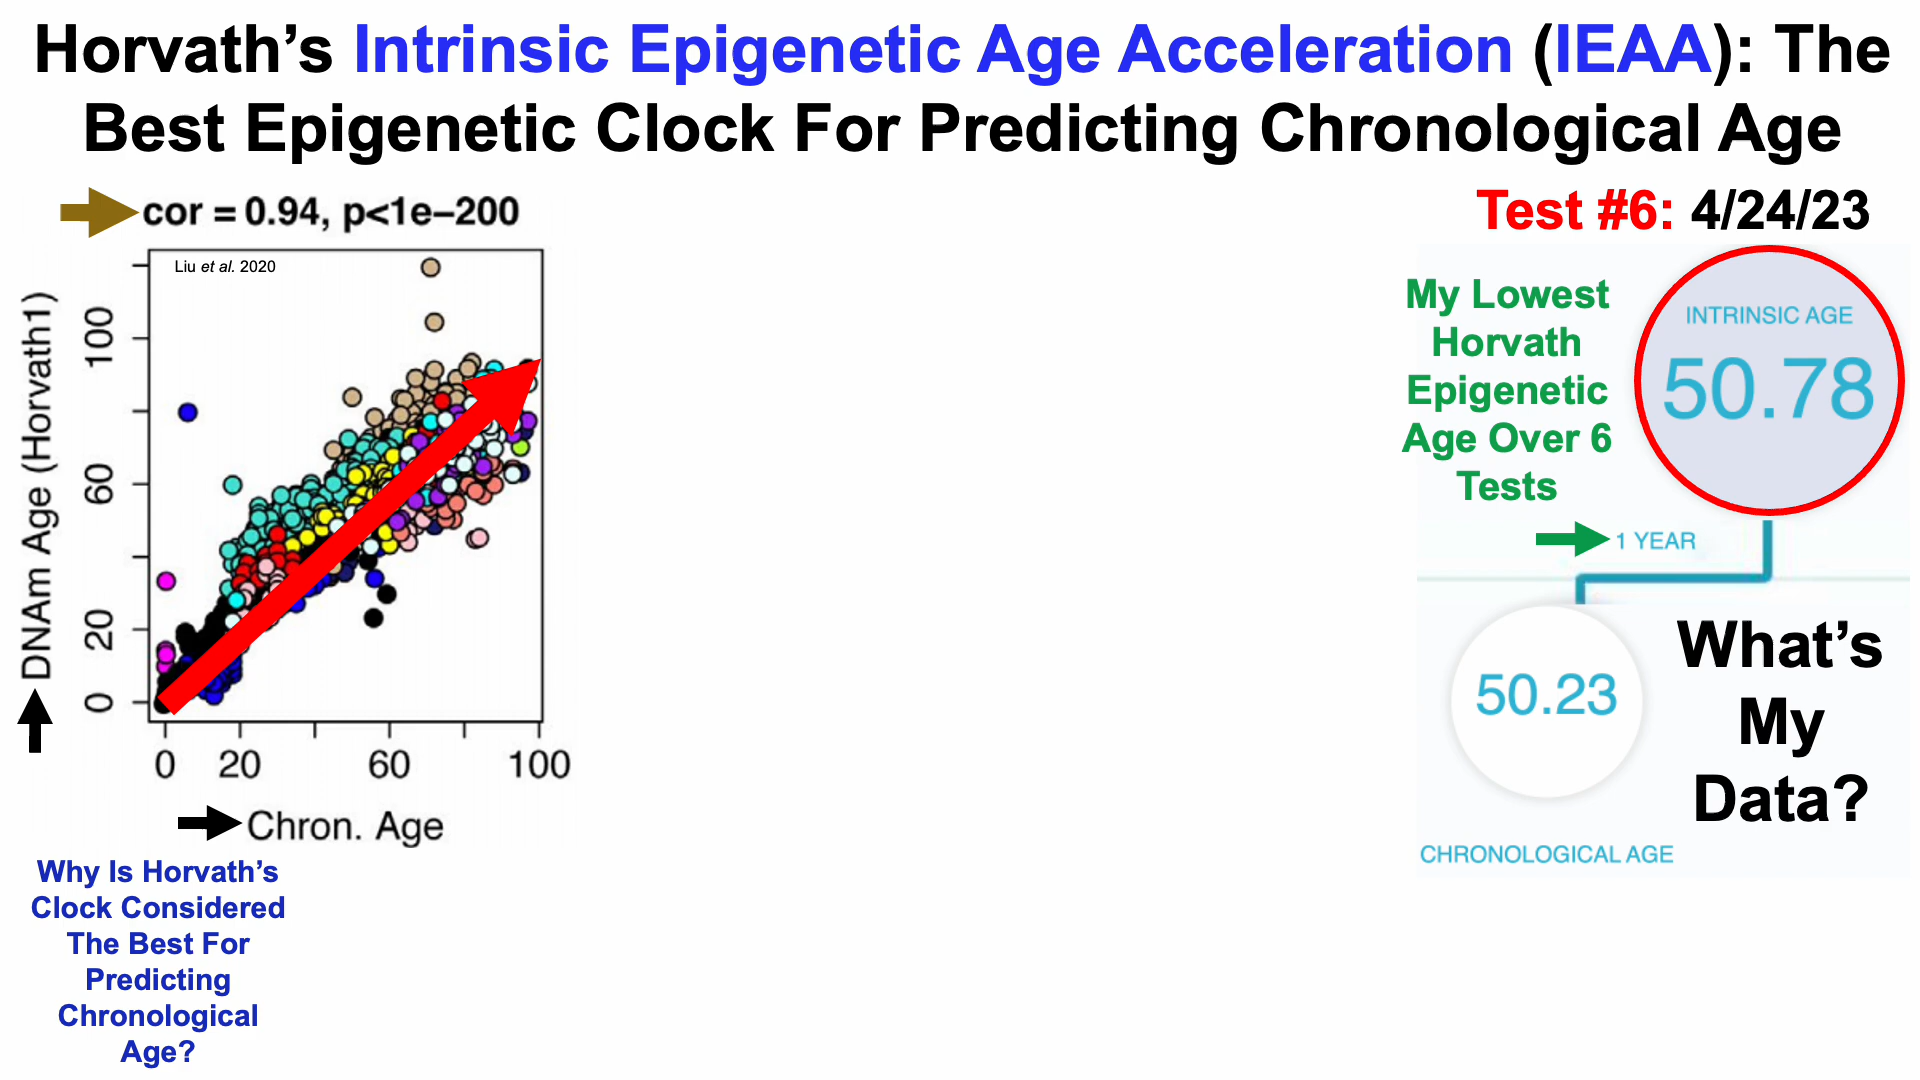 Horvath’s Intrinsic Epigenetic Age Acceleration (IEAA): The
Best Epigenetic Clock For Predicting Chronological Age
cor = 0.94, p<1e−200
Liu et al. 2020
DNAm Age (Horvath1)
100
60
20
0
0 20 60 100
Chron. Age
Why Is Horvath’s
Clock Considered
The Best For
Predicting
Chronological
Age?
Test #6: 4/24/23
My Lowest
Horvath
Epigenetic
Age Over 6
Tests
INTRINSIC AGE
50.78
1 YEAR
50.23
What’s
My
Data?
CHRONOLOGICAL AGE